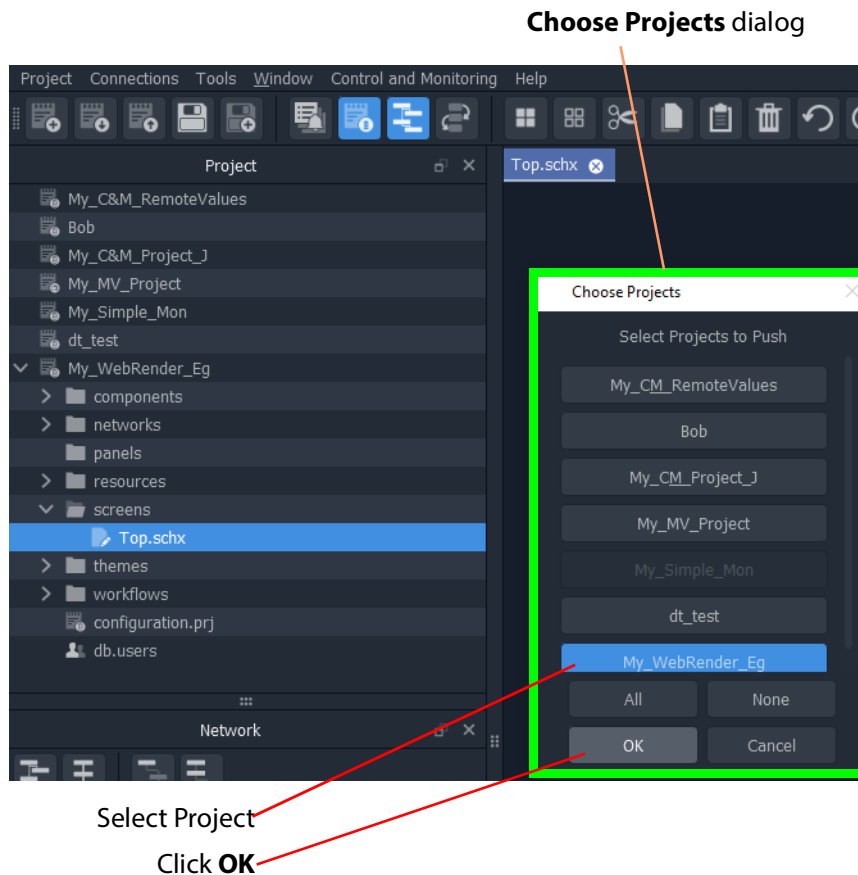 Choose Projects dialog
Project Connections Tools Window Control and Monitoring Help
Project
Top.schx
My_C&M_RemoteValues
Bob
My_C&M_Project_J
My_MV_Project
My_Simple_Mon
dt_test
My_WebRender_Eg
components
networks
panels
resources
screens
Top.schx
themes
workflows
configuration.prj
db.users
Network
Choose Projects
Select Projects to Push
My_CM_RemoteValues
Bob
My_CM_Project_J
My_MV_Project
My_Simple_Mon
dt_test
My_WebRender_Eg
All None
OK Cancel
Select Project
Click OK